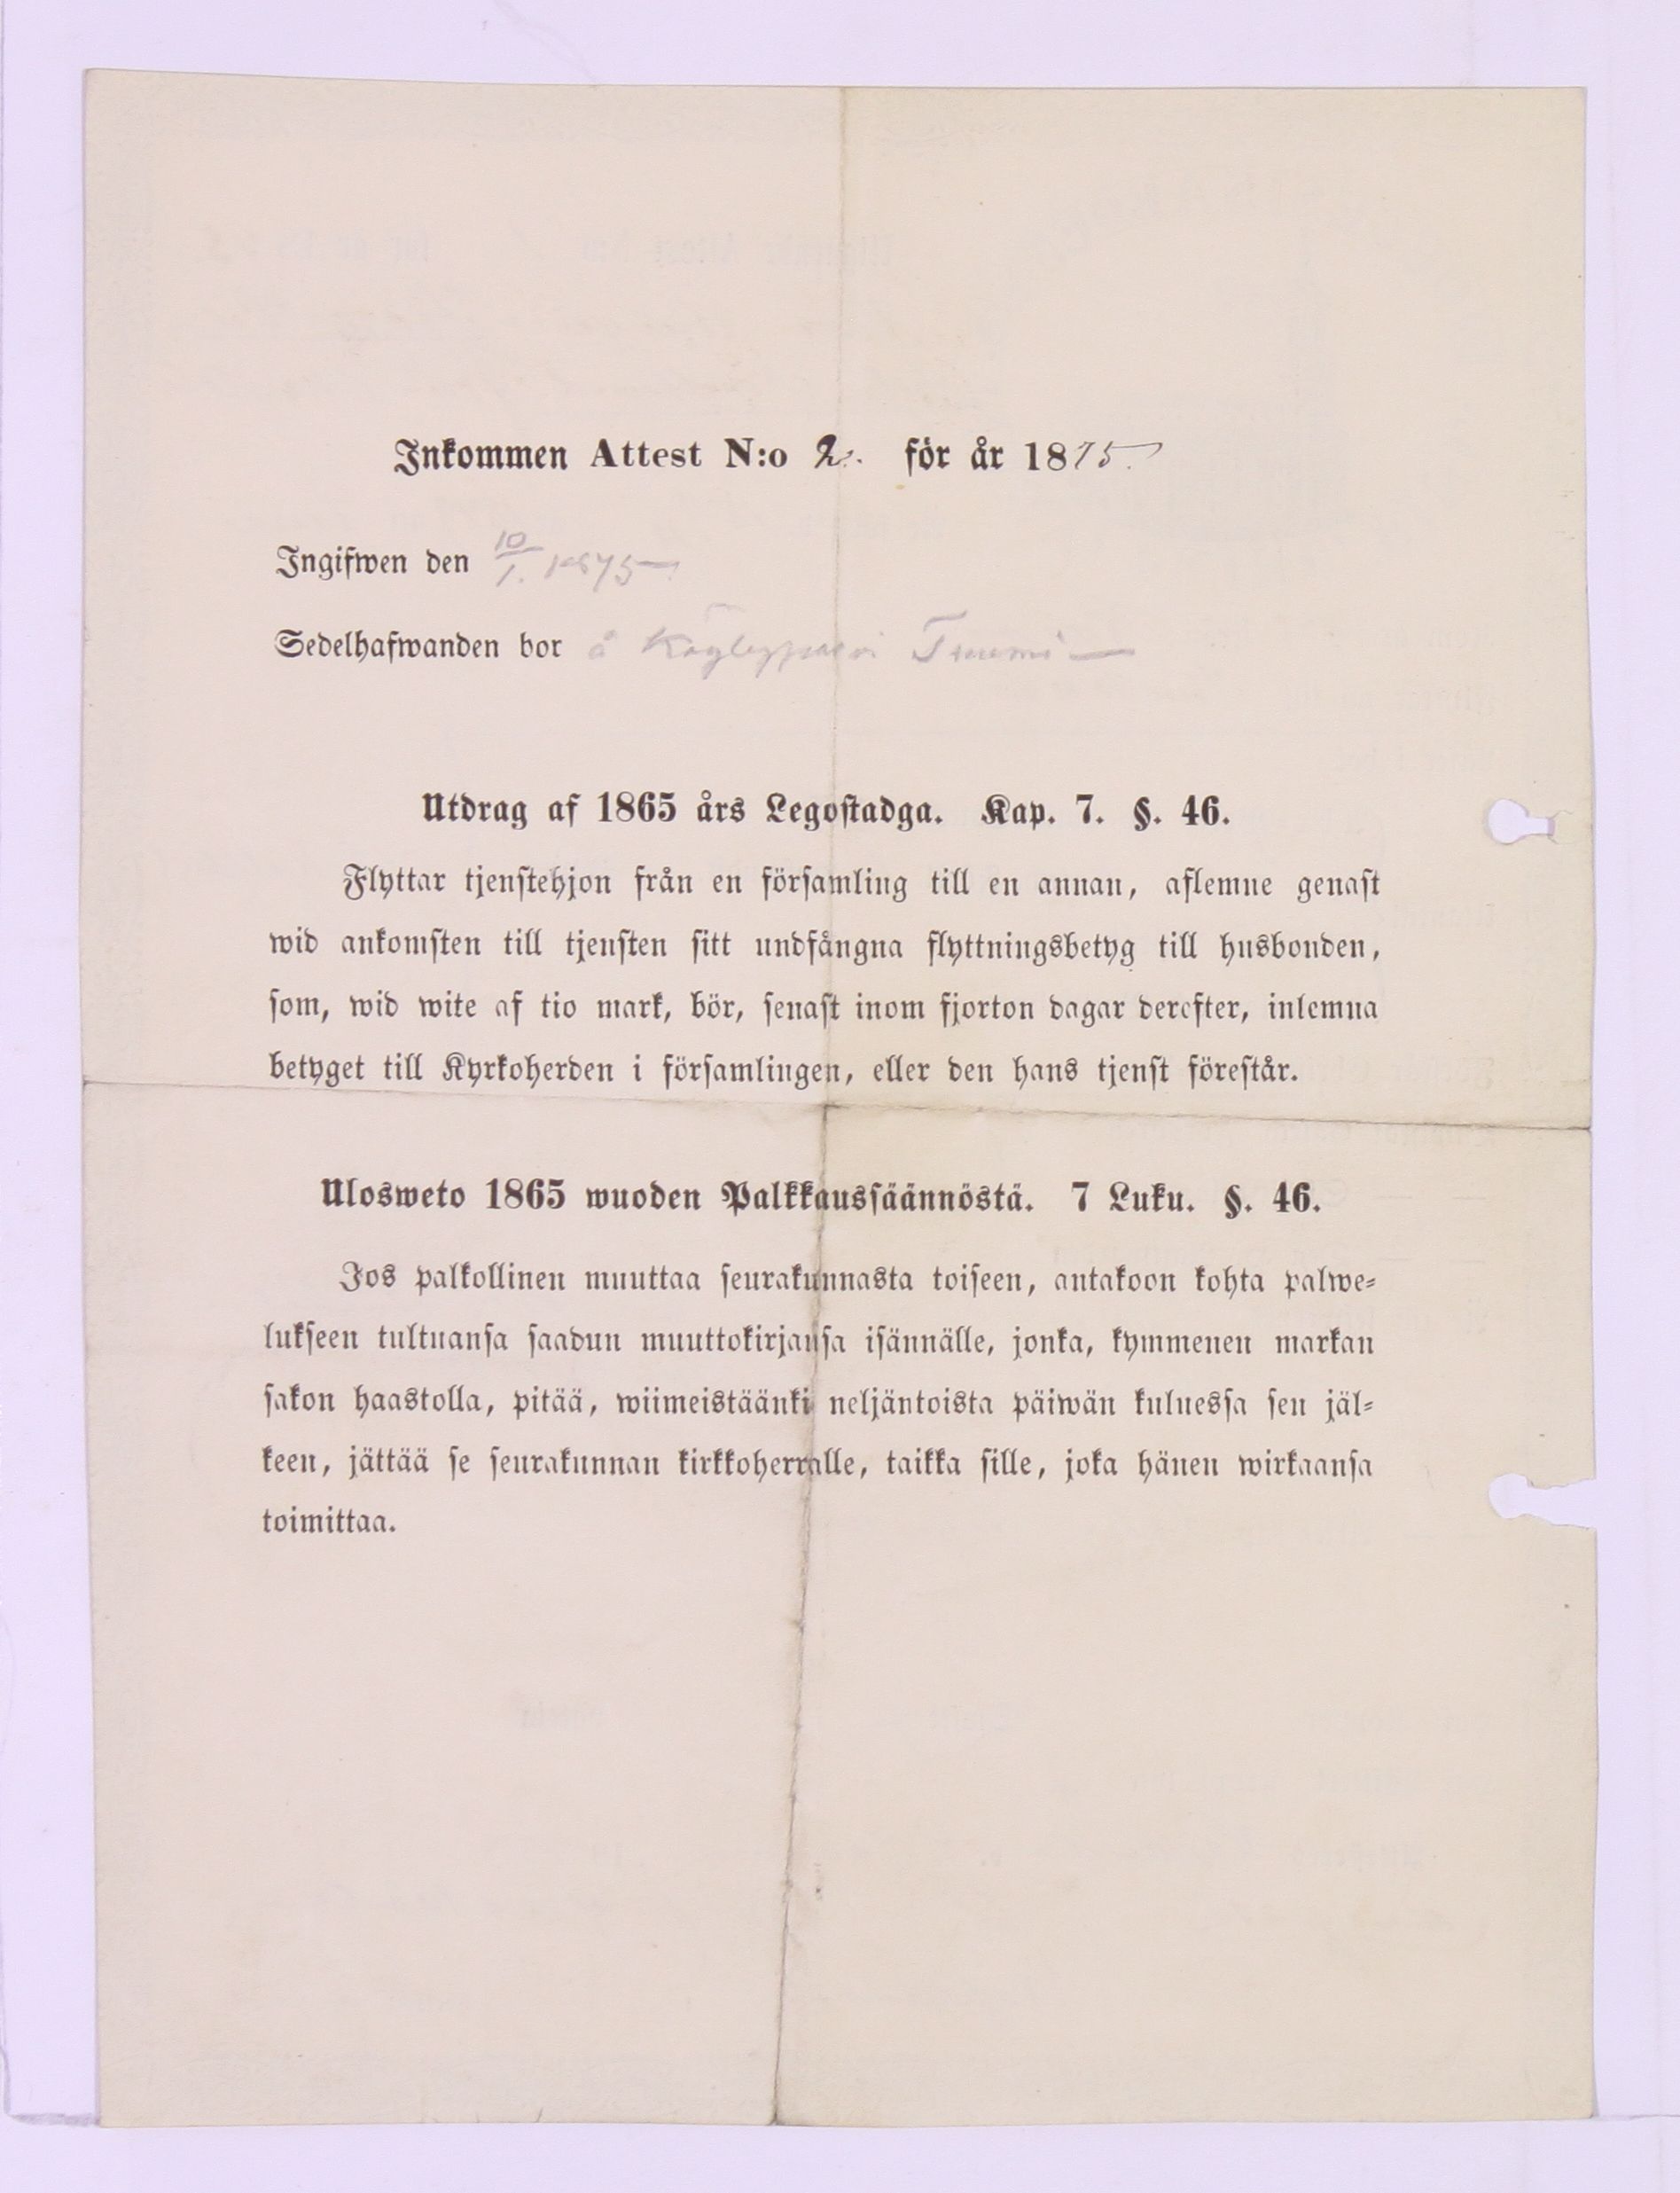 Inkommen Attest N:o 2. för år 1875.
Ingifwen den 10/1. 1875
Sedelhafwanden bor å
Utdrag af 1865 års Legostadga. Kap. 7. §. 46.
Flyttar tjenstehjon från en församling till en annan, aflemne genast
wid ankomsten till tjensten sitt undfångna flyttningsbetyg till husbonden,
som, wid wite af tio mark, bör, senast inom fjorton dagar derefter, inlemna
betyget till Kyrkoherden i församlingen, eller den hans tjenst förestår.
Ulosweto 1865 wuoden Palkkaussäännöstä. 7 Luku. §. 46.
Jos palkollinen muuttaa seurakunnasta toiseen, antakoon kohta palwe-
lukseen tultuansa saadun muuttokirjansa isännälle, jonka, kymmenen markan
sakon haastolla, pitää, wiimeistäänki neljäntoista päiwän kuluessa sen jäl-
keen, jättää se seurakunnan kirkkoherralle, taikka sille, joka hänen wirkaansa
toimittaa.